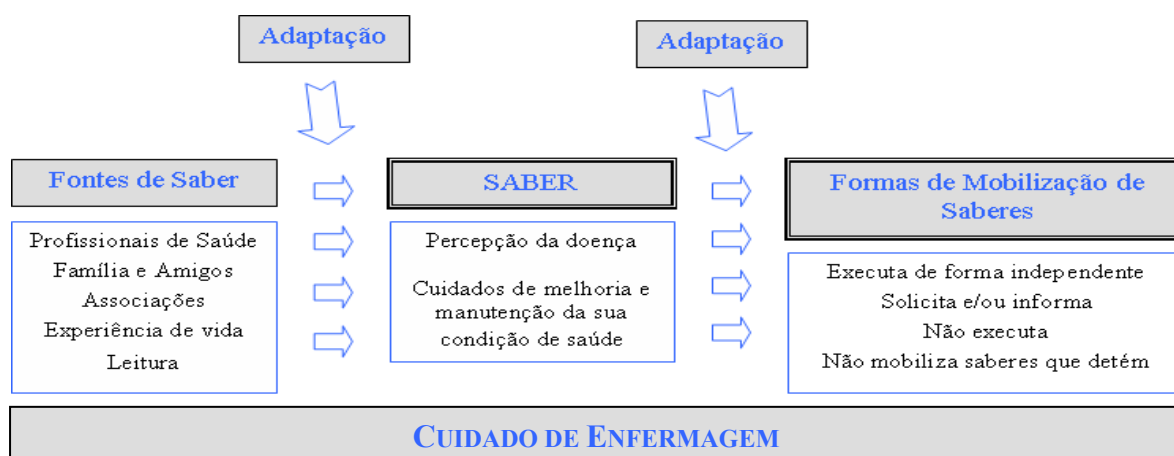 Adaptação
Adaptação
Fontes de Saber
Profissionais de Saúde
Família e Amigos
Associações
Experiência de vida
Leitura
SABER
Percepção da doença
Cuidados de melhoria e
manutenção da sua
condição de saúde
Formas de Mobilização de
Saberes
Executa de forma independente
Solicita e/ou informa
Não executa
Não mobiliza saberes que detém
CUIDADO DE ENFERMAGEM